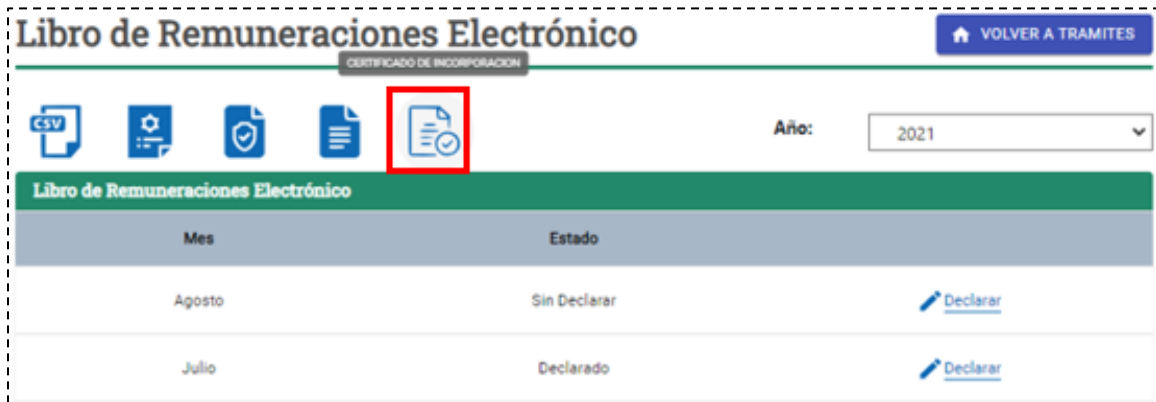 Libro de Remuneraciones Electrónico
VOLVER A TRAMITES
CERTIFICADO DE INCORPORACION
CSV
Año:
2021
Libro de Remuneraciones Electrónico
Mes Estado
Agosto Sin Declarar Declarar
Julio Declarado Declarar